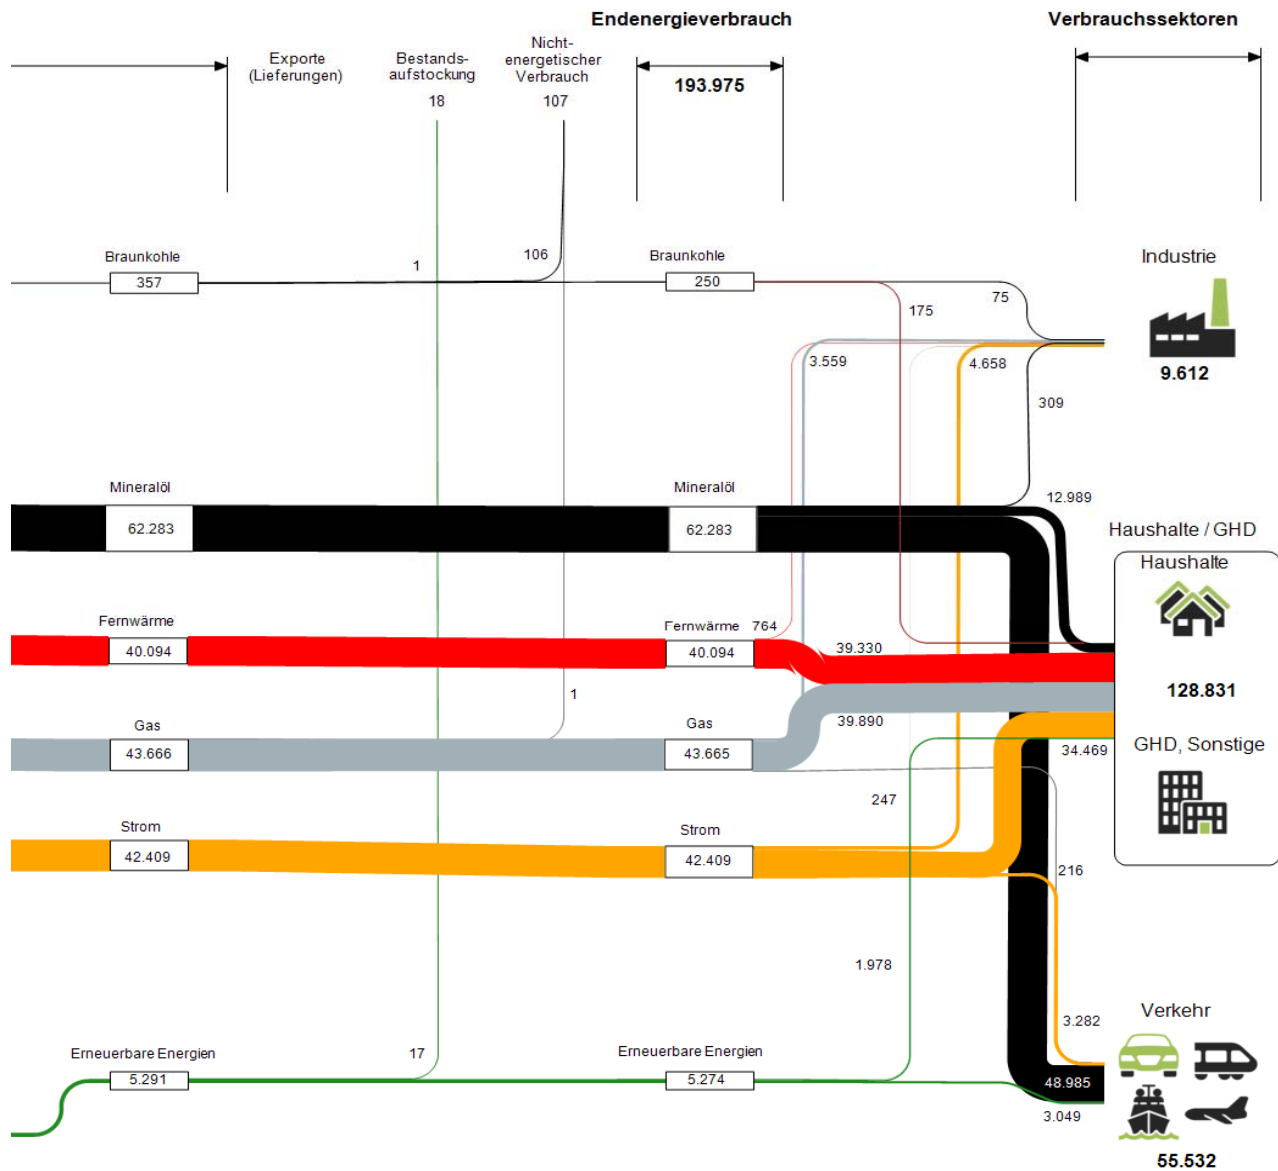 Endenergieverbrauch
Verbrauchssektoren
Exporte
(Lieferungen)
Bestands-
aufstockung
18
Nicht-
energetischer
Verbrauch
107
193.975
Braunkohle
357
1
106
Braunkohle
250
175
75
Industrie
9.612
3.559
4.658
309
Mineralöl
62.283
Mineralöl
62.283
12.989
Haushalte / GHD
Haushalte
128.831
GHD, Sonstige
Fernwärme
40.094
Fernwärme
764
40.094
39.330
1
Gas
43.666
Gas
43.665
39.890
34.469
247
Strom
42.409
Strom
42.409
216
1.978
3.282
Verkehr
Erneuerbare Energien
5.291
17
Erneuerbare Energien
5.274
48.985
3.049
55.532